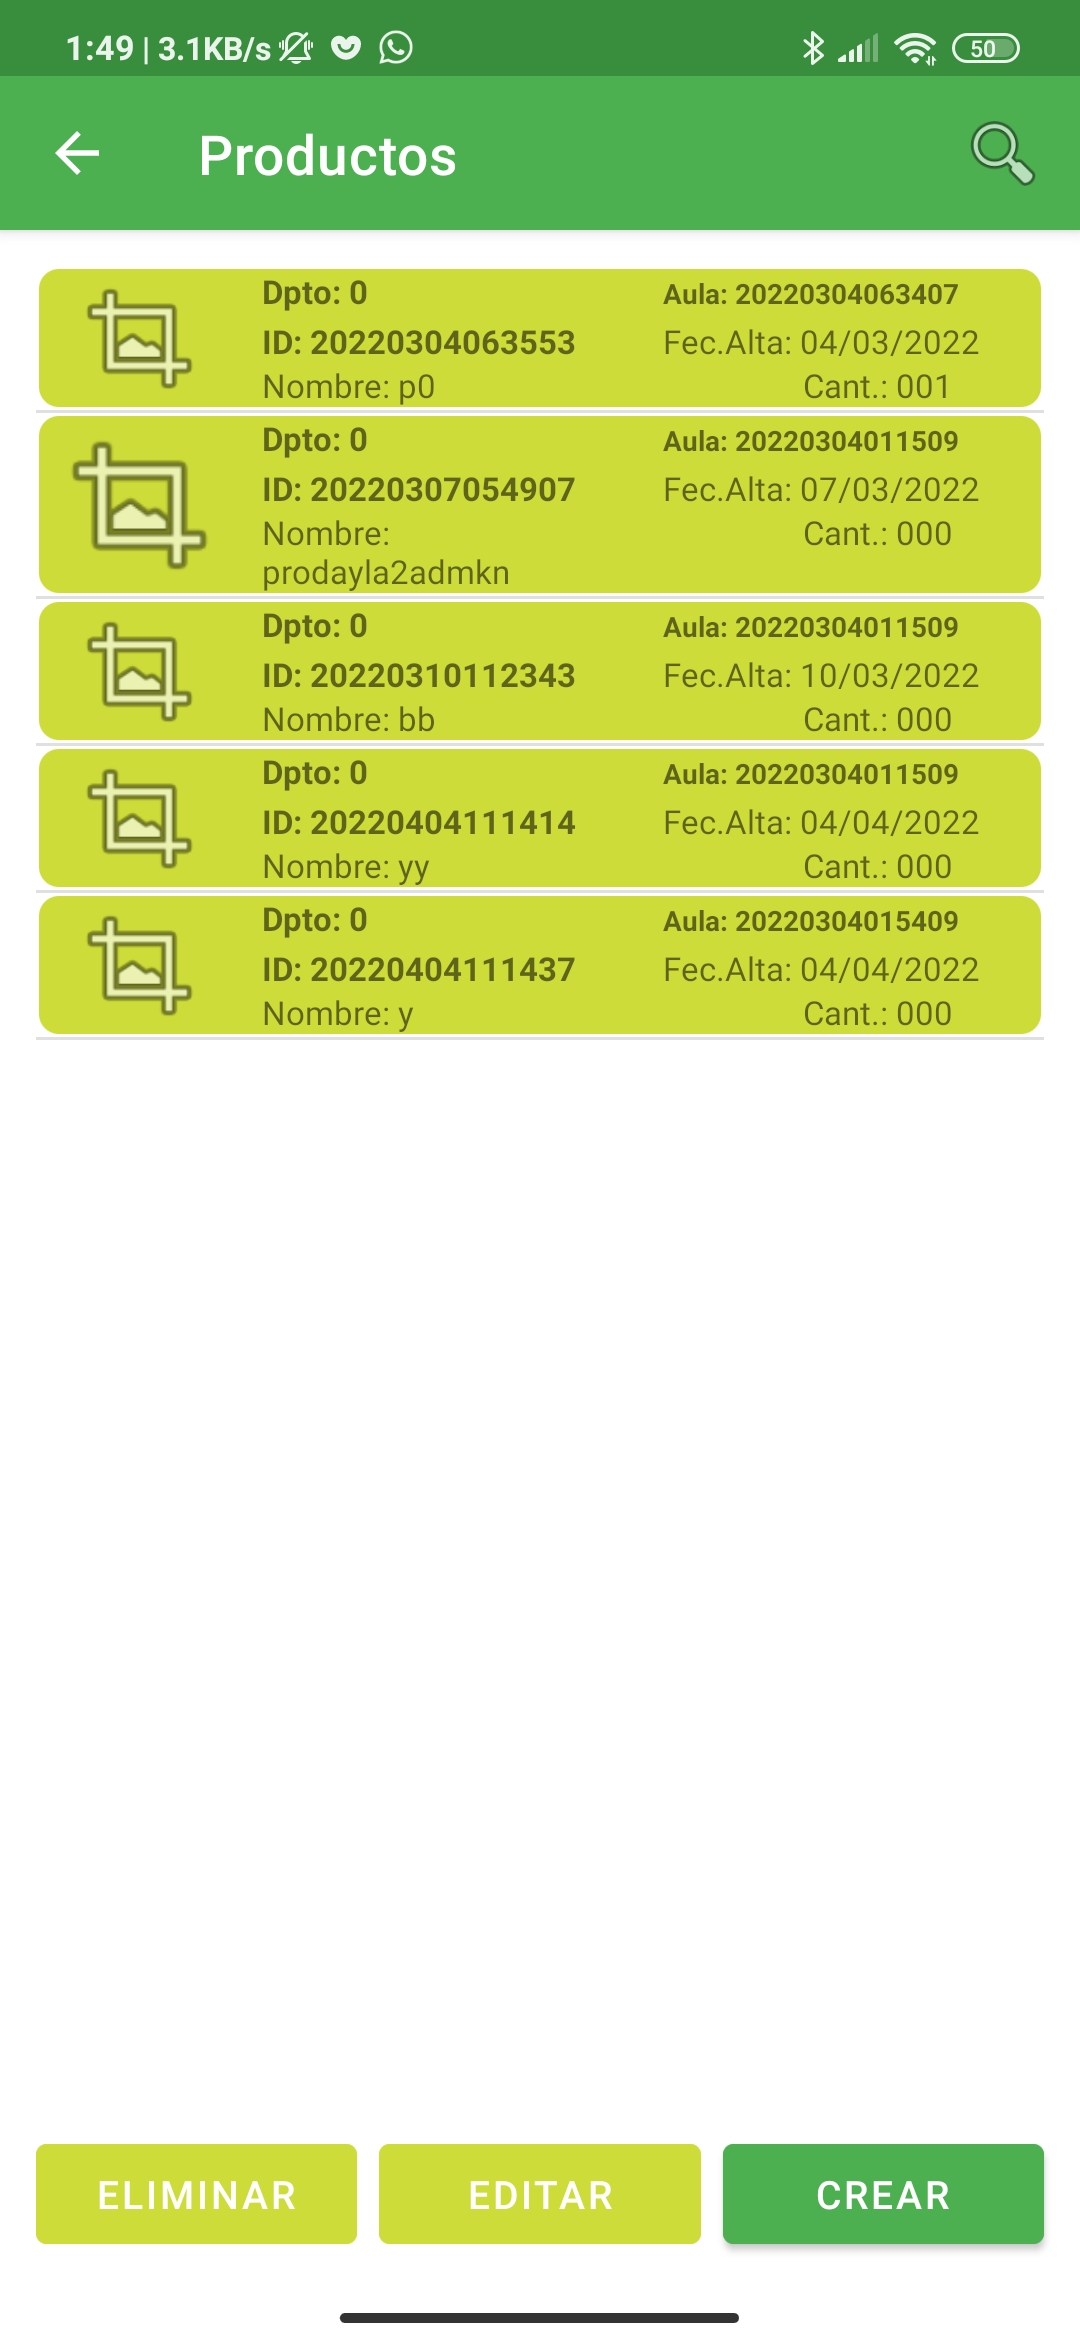 1:49 | 3.1KB/s
50
Productos
Dpto: 0
Aula: 20220304063407
ID: 20220304063553
Fec.Alta: 04/03/2022
Nombre: p0
Cant.: 001
Dpto: 0
Aula: 20220304011509
ID: 20220307054907
Fec.Alta: 07/03/2022
Nombre:
Cant.: 000
prodayla2admkn
Dpto: 0
Aula: 20220304011509
ID: 20220310112343
Fec.Alta: 10/03/2022
Nombre: bb
Cant.: 000
Dpto: 0
Aula: 20220304011509
ID: 20220404111414
Fec.Alta: 04/04/2022
Nombre: yy
Cant.: 000
Dpto: 0
Aula: 20220304015409
ID: 20220404111437
Fec.Alta: 04/04/2022
Nombre: y
Cant.: 000
ELIMINAR
EDITAR
CREAR